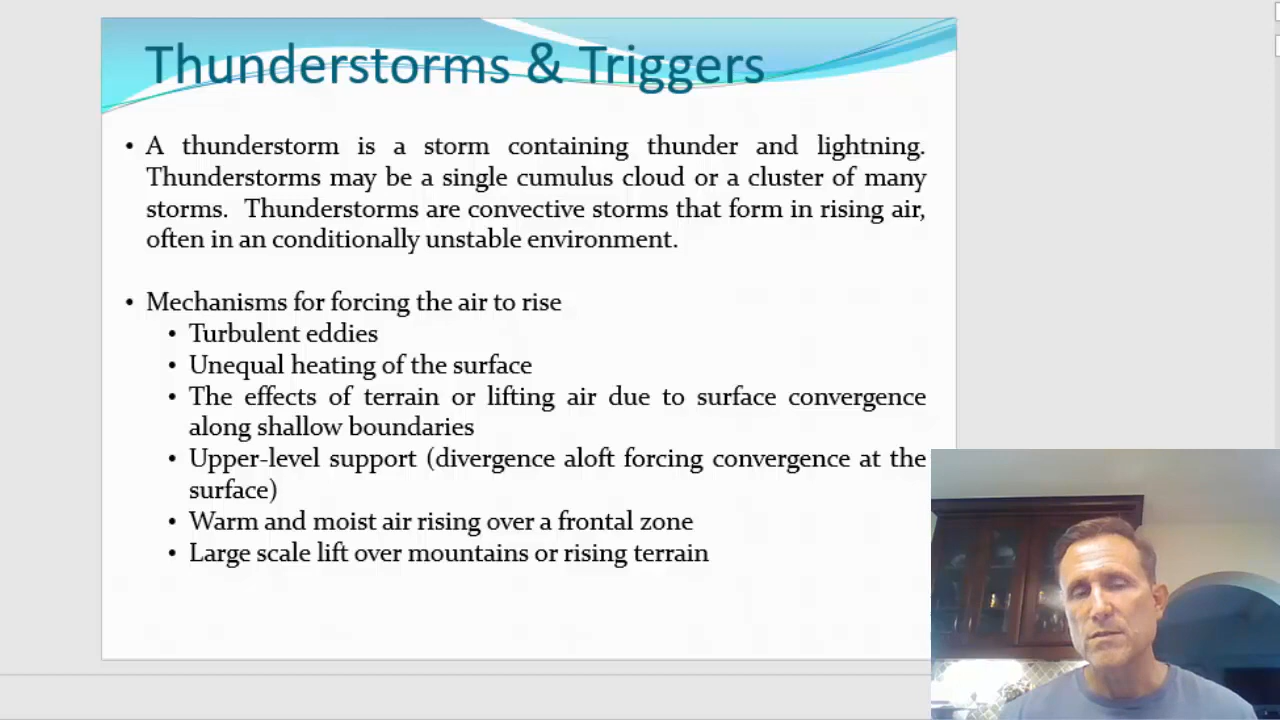 Thunderstorms & Triggers
• A thunderstorm is a storm containing thunder and lightning.
Thunderstorms may be a single cumulus cloud or a cluster of many
storms. Thunderstorms are convective storms that form in rising air,
often in an conditionally unstable environment.
• Mechanisms for forcing the air to rise
• Turbulent eddies
• Unequal heating of the surface
• The effects of terrain or lifting air due to surface convergence
along shallow boundaries
• Upper-level support (divergence aloft forcing convergence at the
surface)
• Warm and moist air rising over a frontal zone
• Large scale lift over mountains or rising terrain